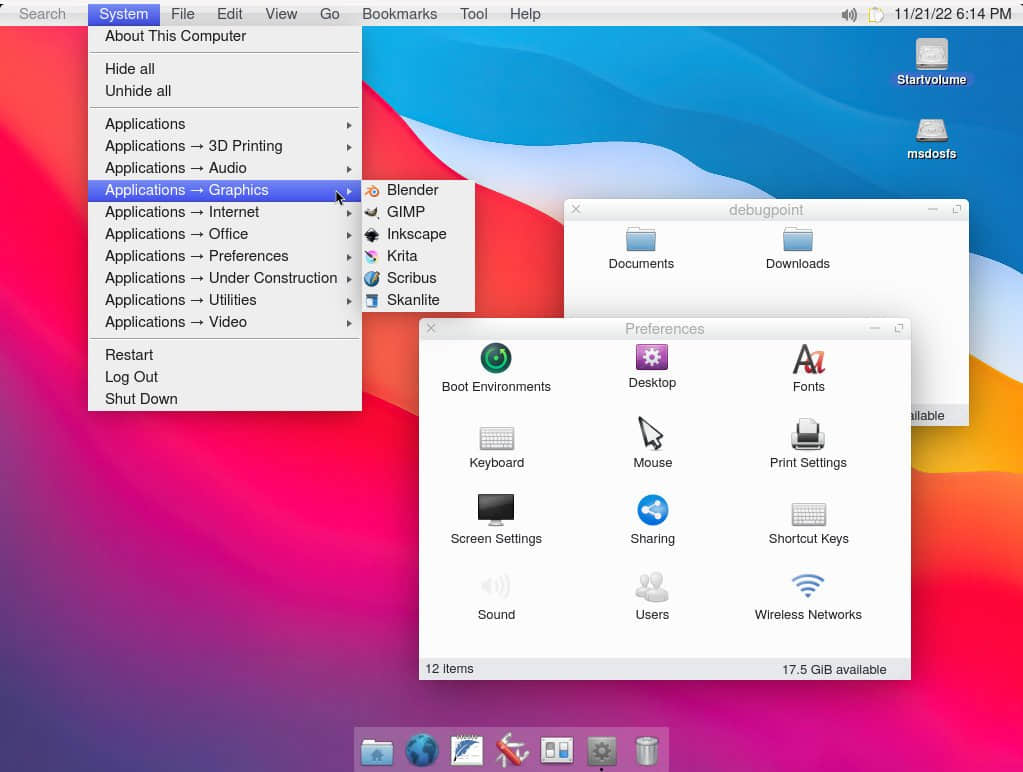 Search System File Edit View Go Bookmarks Tool Help 11/21/22 6:14 PM
About This Computer
Hide all
Unhide all
Applications
Applications → 3D Printing
Applications → Audio
Applications → Graphics
Applications → Internet
Applications → Office
Applications → Preferences
Applications → Under Construction
Applications → Utilities
Applications → Video
Restart
Log Out
Shut Down
Blender
GIMP
Inkscape
Krita
Scribus
Skanlite
Startvolume
msdosfs
debugpoint
Documents Downloads
Preferences
Boot Environments Desktop Fonts
Keyboard Mouse Print Settings
Screen Settings Sharing Shortcut Keys
Sound Users Wireless Networks
12 items 17.5 GiB available